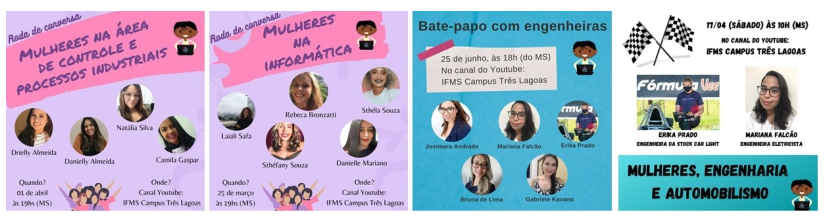 Roda de conversa
MULHERES NA ÁREA
DE CONTROLE E
PROCESSOS INDUSTRIAIS
Natália Silva
Drielly Almeida
Danielly Almeida
Camila Gaspar
Quando?
01 de abril
às 19hs (MS)
Onde?
Canal Youtube:
IFMS Campus Três Lagoas
Roda de conversa
MULHERES
NA
INFORMÁTICA
Rebeca Bronzatti
Sthéla Souza
Laiali Safa
Sthéfany Souza
Danielle Mariano
Quando?
25 de março
às 19hs (MS)
Onde?
Canal Youtube:
IFMS Campus Três Lagoas
Bate-papo com engenheiras
25 de junho, às 18h (do MS)
No canal do Youtube:
IFMS Campus Três Lagoas
Josimara Andrade
Mariana Falcão
Erika Prado
Bruna de Lima
Gabriele Kavano
17/04 (SÁBADO) ÀS 10H (MS)
NO CANAL DO YOUTUBE:
IFMS CAMPUS TRÊS LAGOAS
Fórmula
ERIKA PRADO
ENGENHEIRA DA STOCK CAR LIGHT
MARIANA FALCÃO
ENGENHEIRA ELETRICISTA
MULHERES, ENGENHARIA
E AUTOMOBILISMO